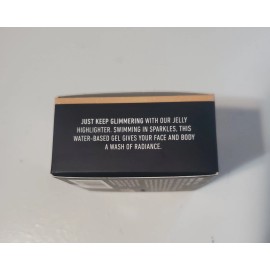 JUST KEEP GLIMMERING WITH OUR JELLY
HIGHLIGHTER. SWIMMING IN SPARKLES, THIS
WATER-BASED GEL GIVES YOUR FACE AND BODY
A WASH OF RADIANCE.